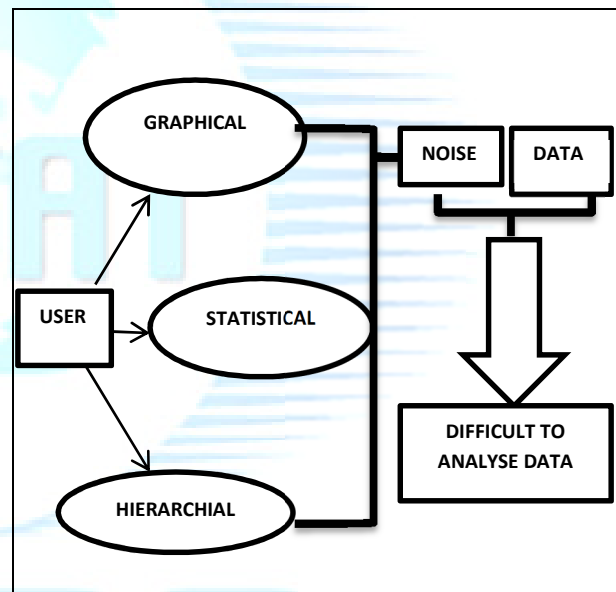 GRAPHICAL
NOISE
DATA
USER
STATISTICAL
DIFFICULT TO
ANALYSE DATA
HIERARCHIAL